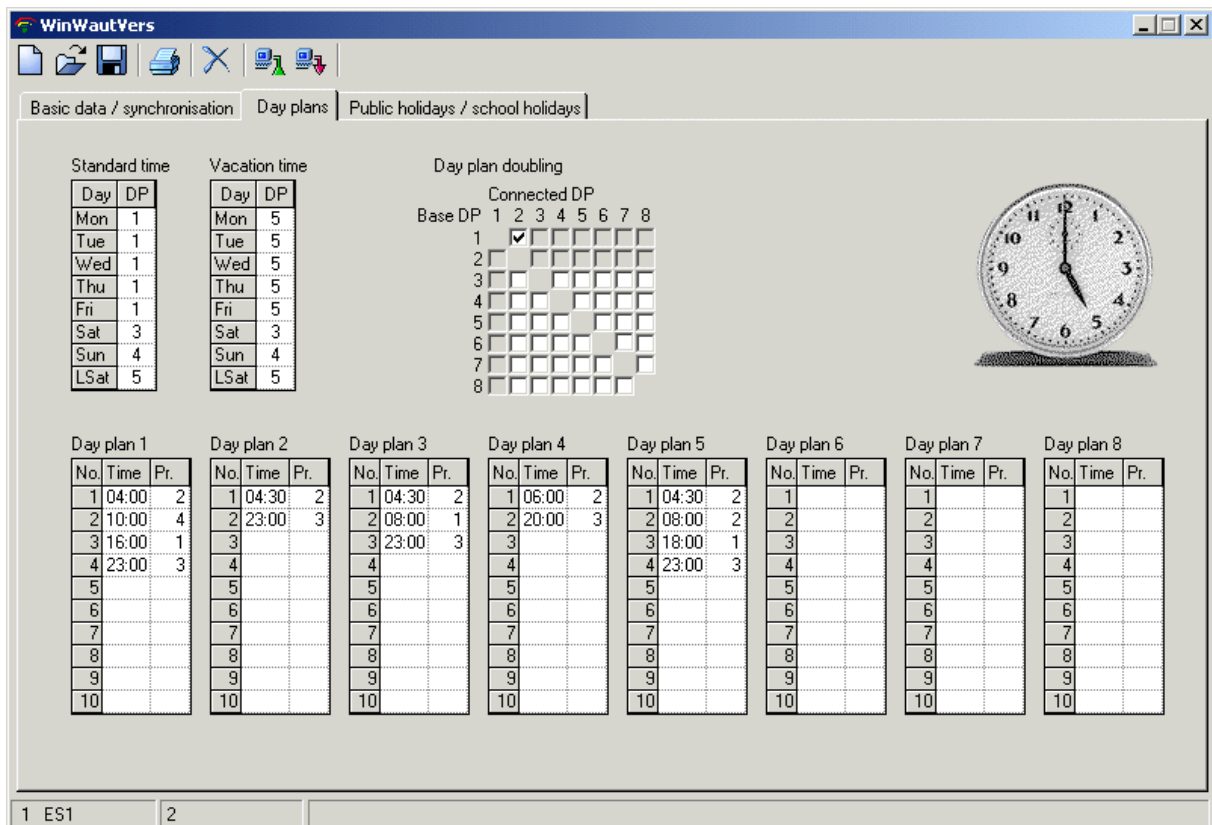 WinWautVers
Basic data / synchronisation Day plans Public holidays / school holidays
Standard time Vacation time Day plan doubling
Day DP Day DP Connected DP
Base DP 1 2 3 4 5 6 7 8
Mon 1 Mon 5 1
Tue 1 Tue 5 2
Wed 1 Wed 5 3
Thu 1 Thu 5 4
Fri 1 Fri 5 5
Sat 3 Sat 3 6
Sun 4 Sun 4 7
LSat 5 LSat 5 8
12 1 2 3 4 5 6 7 8 9 10 11
Day plan 1 Day plan 2 Day plan 3 Day plan 4 Day plan 5 Day plan 6 Day plan 7 Day plan 8
No. Time Pr. No. Time Pr. No. Time Pr. No. Time Pr. No. Time Pr. No. Time Pr. No. Time Pr. No. Time Pr.
1 04:00 2 1 04:30 2 1 04:30 2 1 06:00 2 1 04:30 2 1 1 1
2 10:00 4 2 23:00 3 2 08:00 1 2 20:00 3 2 08:00 2 2 2 2
3 16:00 1 3 3 23:00 3 3 3 18:00 1 3 3 3
4 23:00 3 4 4 4 4 23:00 3 4 4 4
5 5 5 5 5 5 5 5
6 6 6 6 6 6 6 6
7 7 7 7 7 7 7 7
8 8 8 8 8 8 8 8
9 9 9 9 9 9 9 9
10 10 10 10 10 10 10 10
1 ES1 2